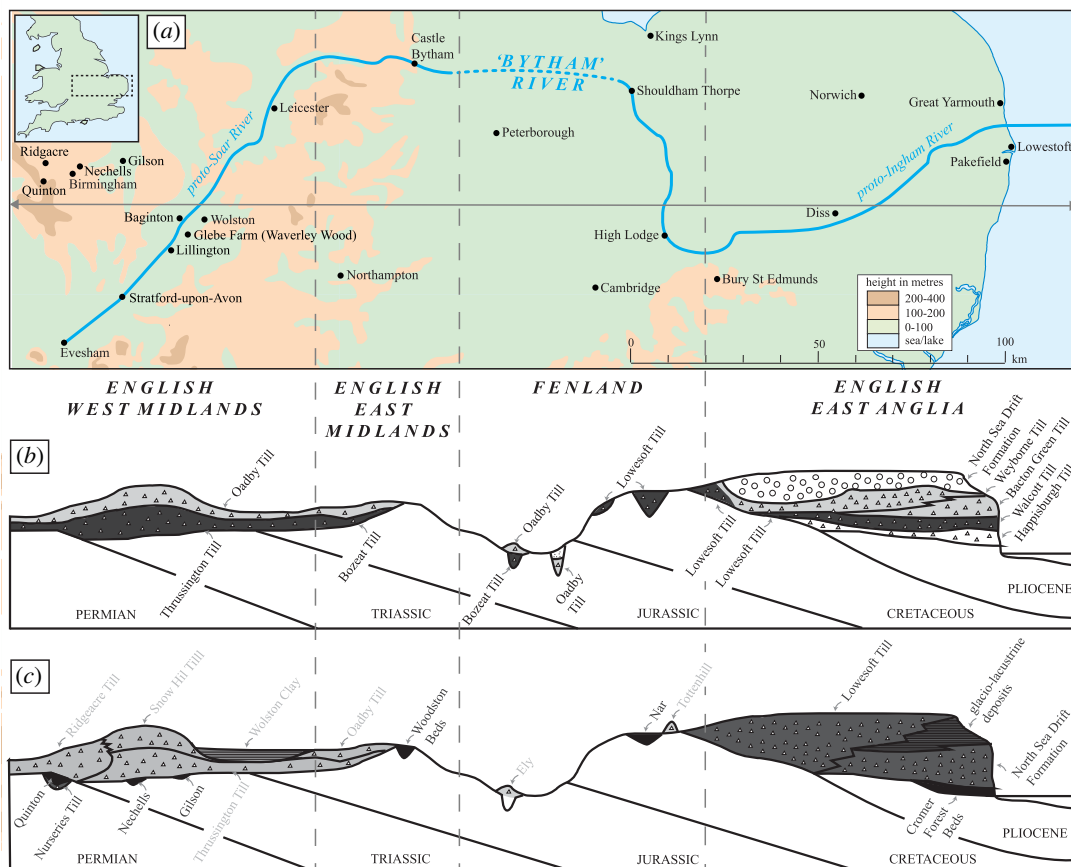 (a)
Kings Lynn
Castle
Bytham
'BYTHAM'
RIVER
Shouldham Thorpe
Norwich
Great Yarmouth
Leicester
Peterborough
proto-Soar River
proto-Ingham River
Lowestoft
Pakefield
Ridgacre
Gilson
Nechells
Birmingham
Quinton
Baginton
Wolston
Glebe Farm (Waverley Wood)
Lillington
Diss
High Lodge
Northampton
Cambridge
Bury St Edmunds
Stratford-upon-Avon
Evesham
height in metres
200-400
100-200
0-100
sea/lake
0
50
100
km
ENGLISH
WEST MIDLANDS
ENGLISH
EAST
MIDLANDS
FENLAND
ENGLISH
EAST ANGLIA
(b)
Oadby Till
Thrussington Till
Bozeat Till
Oadby Till
Bozeat Till
Oadby
Till
Lowesoft Till
Lowesoft Till
Lowesoft Till
North Sea Drift
Formation
Weyborne Till
Bacton Green Till
Walcott Till
Happisburgh Till
PERMIAN
TRIASSIC
JURASSIC
CRETACEOUS
PLIOCENE
(c)
Ridgeacre Till
Snow Hil Till
Wolston Clay
Oadby Till
Woodston
Beds
Ely
Nar
Tottenhill
Lowesoft Till
glacio-lacustrine
deposits
North Sea Drift
Formation
Quinton
Nurseries Till
Nechells
Gilson
Thrussington Till
Cromer
Forest
Beds
PERMIAN
TRIASSIC
JURASSIC
CRETACEOUS
PLIOCENE